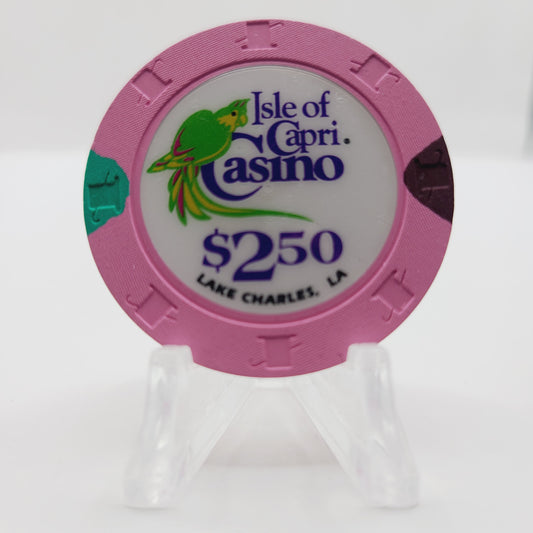 Isle of
Capri
Casino
$2.50
LAKE CHARLES, LA